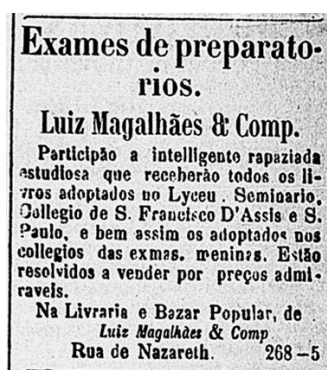 Exames de preparato-
rios.
Luiz Magalhães & Comp.
Participão a intelligente rapaziada
estudiosa que receberão todos os li-
vros adoptados no Lyceu . Seminario,
Collegio de S. Francisco D'Assis e S.
Paulo, e bem assim os adoptados nos
collegios das exmas. meninas. Estão
resolvidos a vender por preços admi-
raveis.
Na Livraria e Bazar Popular, de
Luiz Magalhães & Comp
Rua de Nazareth. 268—5